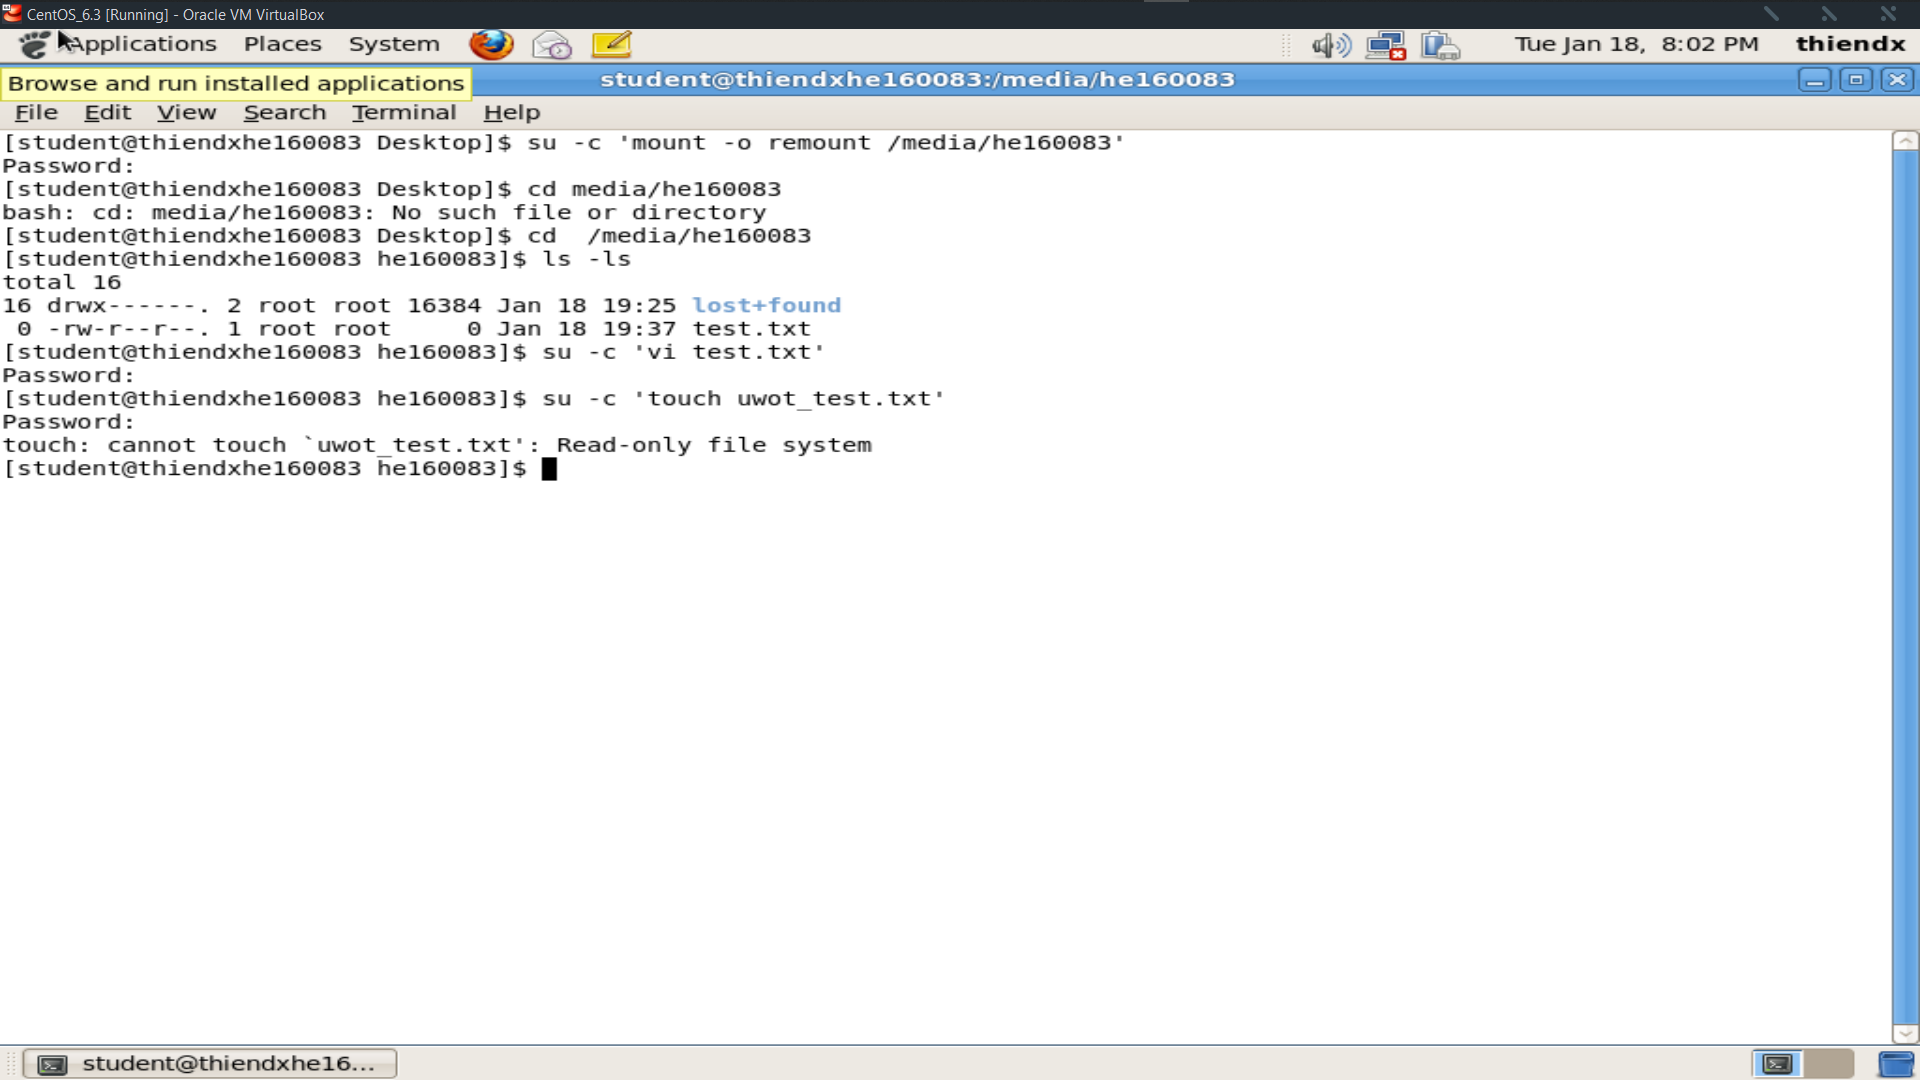 CentOS_6.3 [Running] - Oracle VM VirtualBox
Applications Places System Tue Jan 18, 8:02 PM thiendx
Browse and run installed applications
student@thiendxhe160083:/media/he160083
File Edit View Search Terminal Help
[student@thiendxhe160083 Desktop]$ su -c 'mount -o remount /media/he160083'
Password:
[student@thiendxhe160083 Desktop]$ cd media/he160083
bash: cd: media/he160083: No such file or directory
[student@thiendxhe160083 Desktop]$ cd  /media/he160083
[student@thiendxhe160083 he160083]$ ls -ls
total 16
16 drwx------. 2 root root 16384 Jan 18 19:25 lost+found
 0 -rw-r--r--. 1 root root     0 Jan 18 19:37 test.txt
[student@thiendxhe160083 he160083]$ su -c 'vi test.txt'
Password:
[student@thiendxhe160083 he160083]$ su -c 'touch uwot_test.txt'
Password:
touch: cannot touch `uwot_test.txt': Read-only file system
[student@thiendxhe160083 he160083]$
student@thiendxhe16...